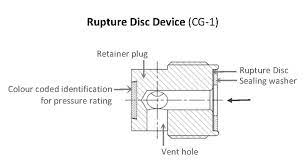 Rupture Disc Device (CG-1)
Retainer plug
Rupture Disc
Sealing washer
Colour coded identification
for pressure rating
Vent hole